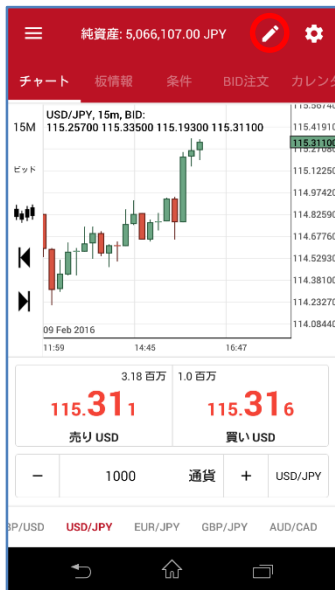 純資産: 5,066,107.00 JPY
チャート 板情報 条件 BID注文 カレン
USD/JPY, 15m, BID:
15M 115.25700 115.33500 115.19300 115.31100
ビッド
115.41910
115.31100
115.12250
114.97420
114.82590
114.67760
114.52930
114.38100
114.23270
114.08440
09 Feb 2016
11:59 14:45 16:47
3.18 百万 1.0 百万
115.311 115.316
売り USD 買い USD
− 1000 通貨 + USD/JPY
BP/USD USD/JPY EUR/JPY GBP/JPY AUD/CAD